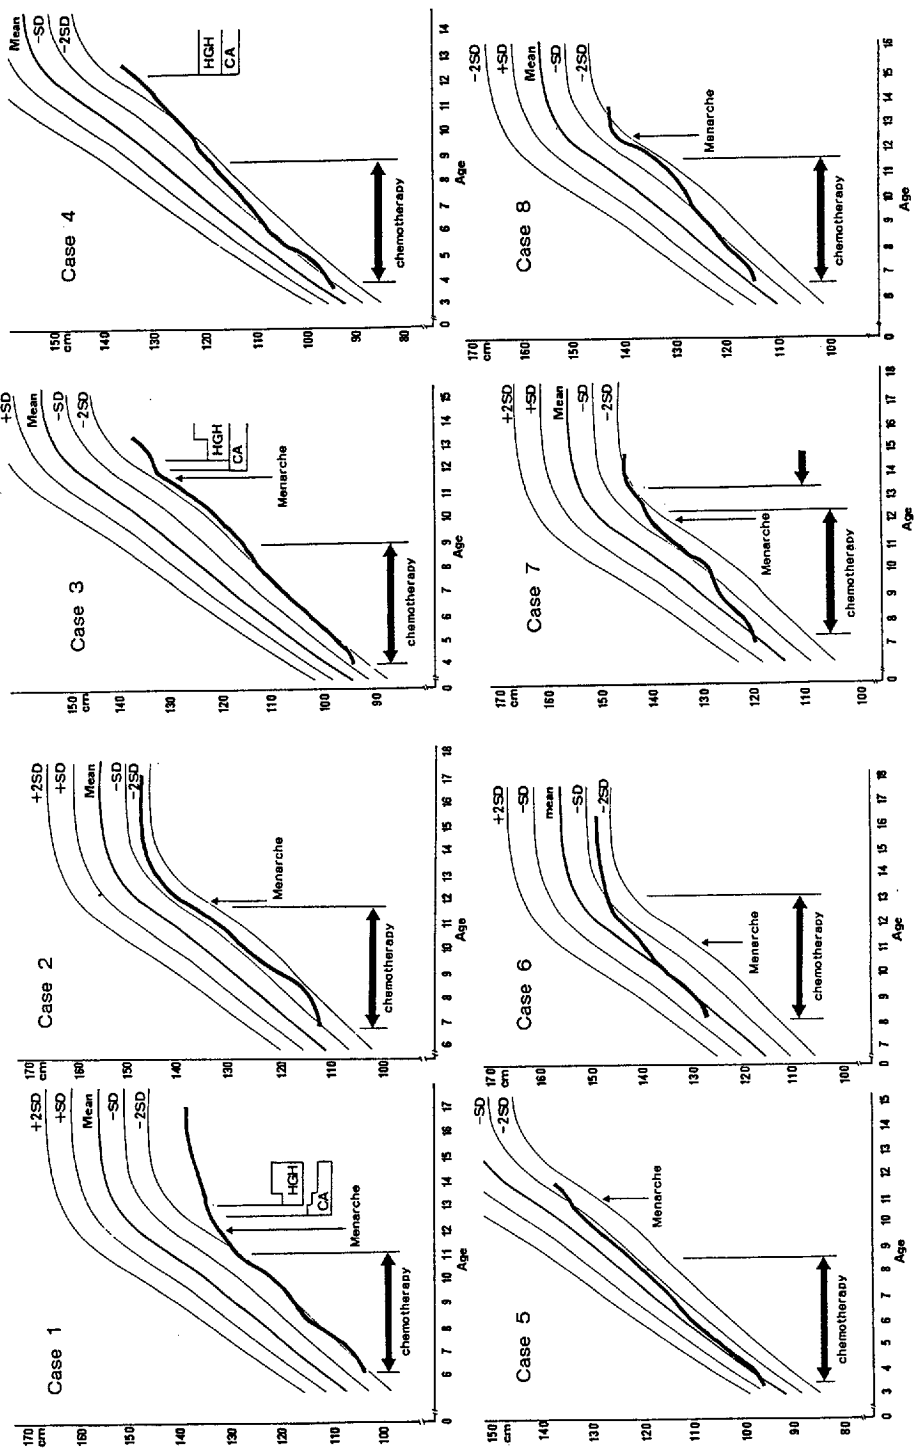 Case 1
170
cm
160
150
140
130
120
110
100
+2SD
+SD
Mean
−SD
−2SD
HGH
CA
Menarche
chemotherapy
0 6 7 8 9 10 11 12 13 14 15 16 17
Age
Case 2
170
cm
160
150
140
130
120
110
100
+2SD
+SD
Mean
−SD
−2SD
Menarche
chemotherapy
6 7 8 9 10 11 12 13 14 15 16 17 18
Age
Case 3
150
cm
140
130
120
110
100
90
+SD
Mean
−SD
−2SD
HGH
CA
Menarche
chemotherapy
0 4 5 6 7 8 9 10 11 12 13 14 15
Age
Case 4
150
cm
140
130
120
110
100
90
80
Mean
−SD
−2SD
HGH
CA
chemotherapy
0 3 4 5 6 7 8 9 10 11 12 13 14
Age
Case 5
150
cm
140
130
120
110
100
90
80
−SD
−2SD
Menarche
chemotherapy
0 3 4 5 6 7 8 9 10 11 12 13 14 15
Age
Case 6
170
cm
160
150
140
130
120
110
80
+2SD
−SD
mean
−SD
−2SD
Menarche
chemotherapy
0 7 8 9 10 11 12 13 14 15 16 17 18
Age
Case 7
170
cm
160
150
140
130
120
110
100
+2SD
+SD
Mean
−SD
−2SD
Menarche
chemotherapy
0 7 8 9 10 11 12 13 14 15 16 17 18
Age
Case 8
170
cm
160
150
140
130
120
110
100
−2SD
+SD
Mean
−SD
−2SD
Menarche
chemotherapy
0 6 7 8 9 10 11 12 13 14 15 16
Age